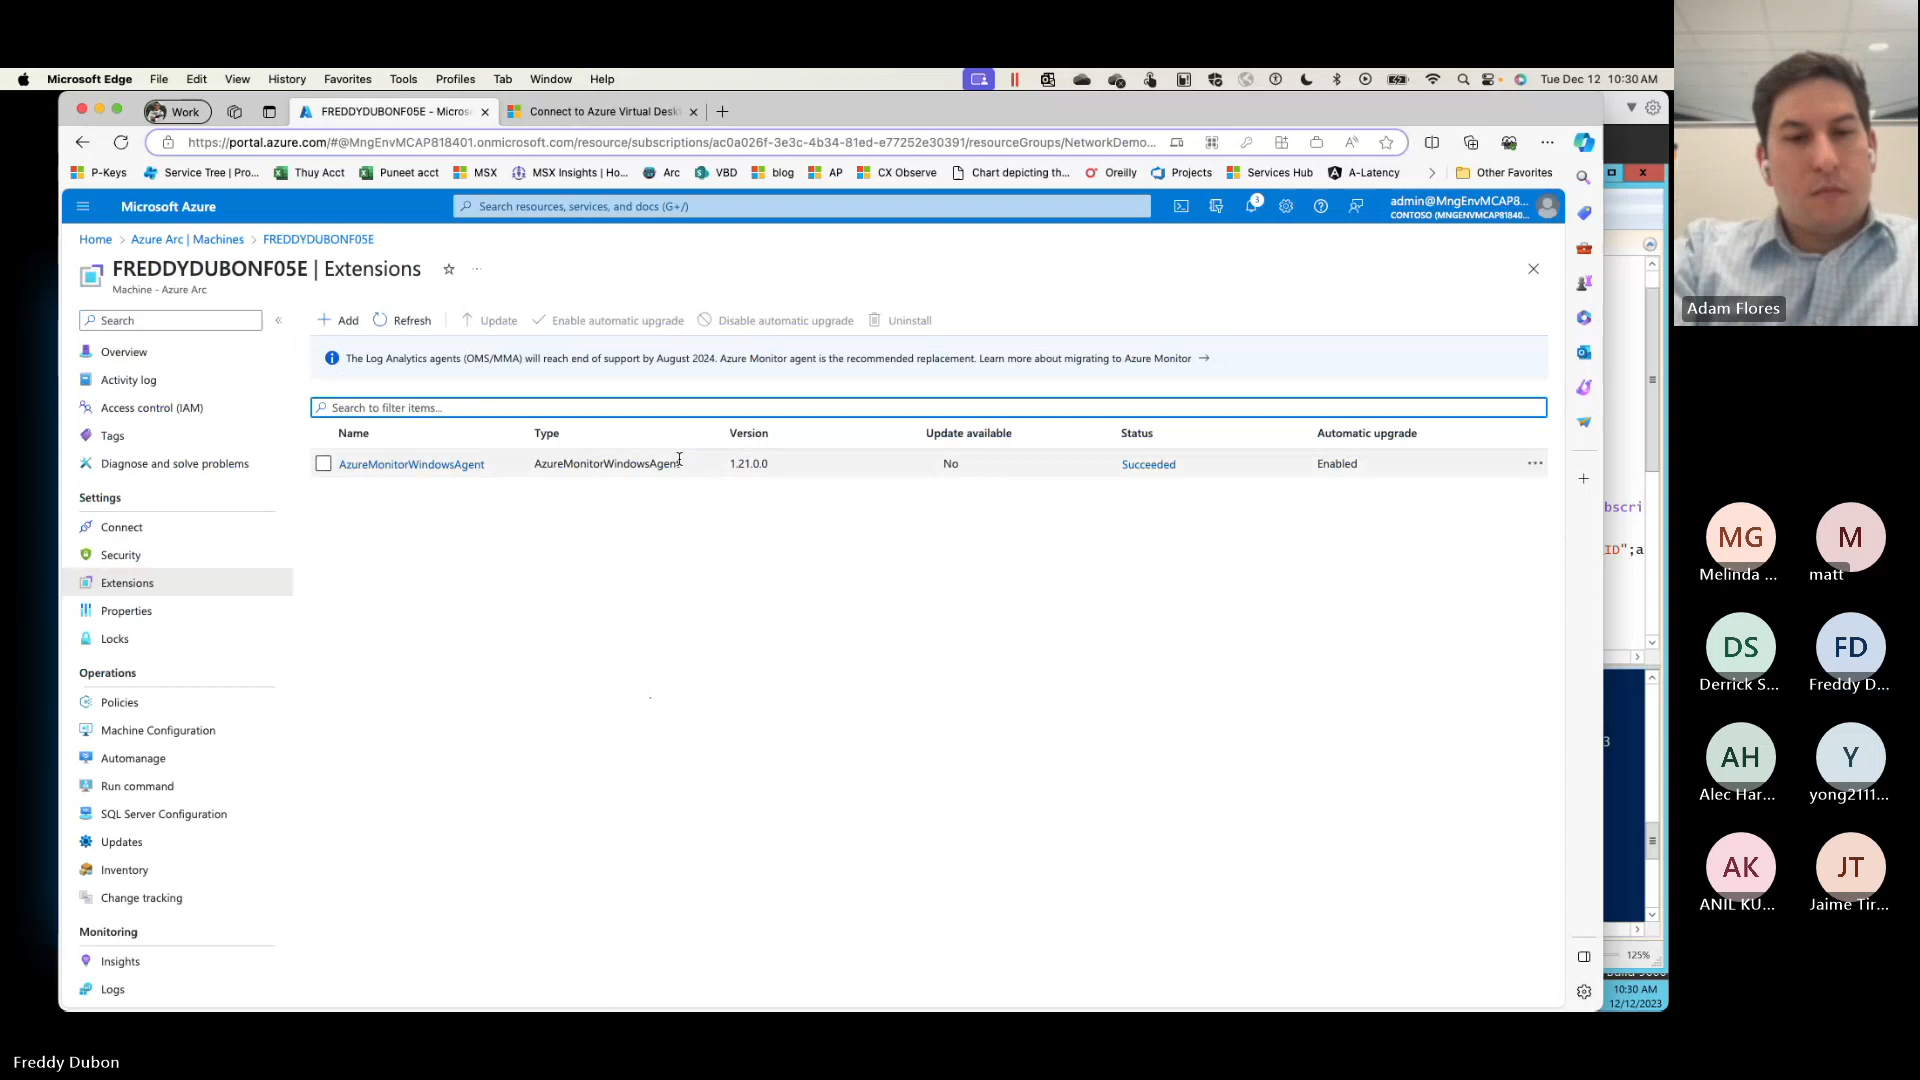 Microsoft Edge File Edit View History Favorites Tools Profiles Tab Window Help Tue Dec 12 10:30 AM
Work FREDDYDUBONF05E - Micros Connect to Azure Virtual Desk
https://portal.azure.com/#@MngEnvMCAP818401.onmicrosoft.com/resource/subscriptions/ac0a026f-3e3c-4b34-81ed-e77252e30391/resourceGroups/NetworkDemo...
P-Keys Service Tree | Pro... Thuy Acct Puneet acct MSX MSX Insights | Ho... Arc VBD blog AP CX Observe Chart depicting th... Oreilly Projects Services Hub A-Latency Other Favorites
Microsoft Azure
Search resources, services, and docs (G+/)
3
admin@MngEnvMCAP8...
CONTOSO (MNGENVMCAP81840...
Home > Azure Arc | Machines > FREDDYDUBONF05E
FREDDYDUBONF05E | Extensions
Machine - Azure Arc
Search
Overview
Activity log
Access control (IAM)
Tags
Diagnose and solve problems
Settings
Connect
Security
Extensions
Properties
Locks
Operations
Policies
Machine Configuration
Automanage
Run command
SQL Server Configuration
Updates
Inventory
Change tracking
Monitoring
Insights
Logs
Add Refresh Update Enable automatic upgrade Disable automatic upgrade Uninstall
The Log Analytics agents (OMS/MMA) will reach end of support by August 2024. Azure Monitor agent is the recommended replacement. Learn more about migrating to Azure Monitor →
Search to filter items...
Name Type Version Update available Status Automatic upgrade
AzureMonitorWindowsAgent AzureMonitorWindowsAgent 1.21.0.0 No Succeeded Enabled
bscri
ID";a
3
125%
10:30 AM
12/12/2023
Adam Flores
MG M
Melinda ... matt
DS FD
Derrick S... Freddy D...
AH Y
Alec Har... yong2111...
AK JT
ANIL KU... Jaime Tir...
Freddy Dubon